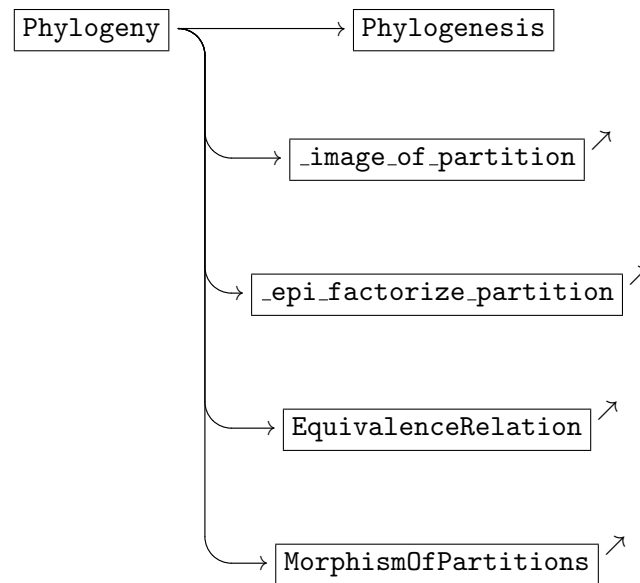 Phylogeny
Phylogenesis
_image_of_partition
_epi_factorize_partition
EquivalenceRelation
MorphismOfPartitions